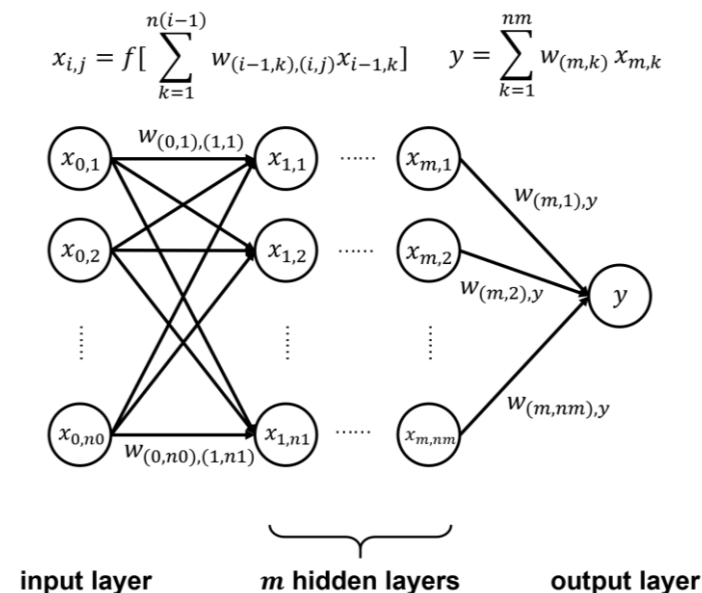 x_{i,j} = f[ \sum_{k=1}^{n(i-1)} w_{(i-1,k),(i,j)} x_{i-1,k} ]    y = \sum_{k=1}^{nm} w_{(m,k)} x_{m,k}
w_{(0,1),(1,1)}
x_{0,1} x_{1,1} ...... x_{m,1}
w_{(m,1),y}
x_{0,2} x_{1,2} ...... x_{m,2}
w_{(m,2),y}
y
w_{(m,nm),y}
x_{0,n0} x_{1,n1} ...... x_{m,nm}
w_{(0,n0),(1,n1)}
input layer m hidden layers output layer